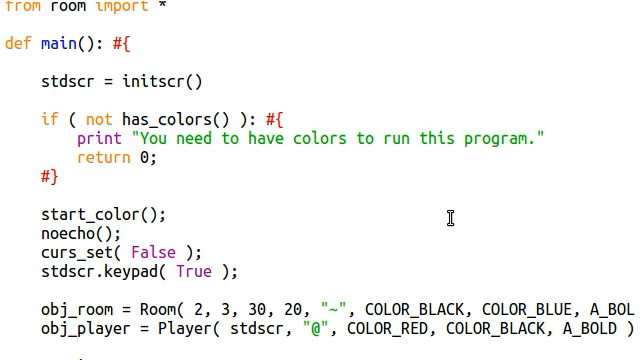 from room import *
def main(): #{
stdscr = initscr()
if ( not has_colors() ): #{
print "You need to have colors to run this program."
return 0;
#}
start_color();
noecho();
curs_set( False );
stdscr.keypad( True );
obj_room = Room( 2, 3, 30, 20, "~", COLOR_BLACK, COLOR_BLUE, A_BOL
obj_player = Player( stdscr, "@", COLOR_RED, COLOR_BLACK, A_BOLD )